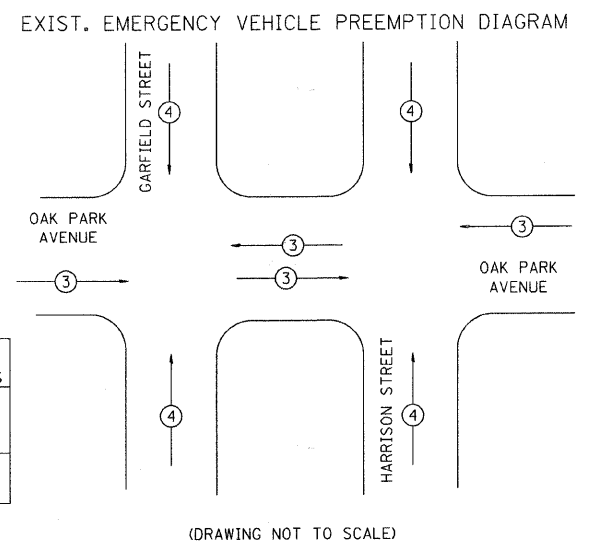 EXIST. EMERGENCY VEHICLE PREEMPTION DIAGRAM
GARFIELD STREET
4
4
OAK PARK
AVENUE
3
3
3
3
OAK PARK
AVENUE
S
4
HARRISON STREET
4
(DRAWING NOT TO SCALE)